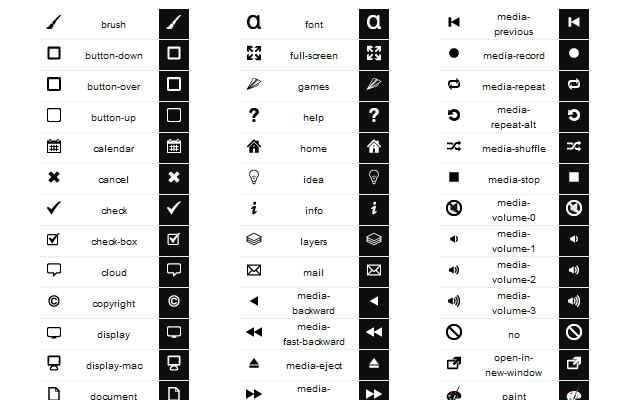 brush
button-down
button-over
button-up
calendar
cancel
check
check-box
cloud
copyright
display
display-mac
document
font
full-screen
games
help
home
idea
info
layers
mail
media-
backward
media-
fast-backward
media-eject
media-
media-
previous
media-record
media-repeat
media-
repeat-alt
media-shuffle
media-stop
media-
volume-0
media-
volume-1
media-
volume-2
media-
volume-3
no
open-in-
new-window
paint